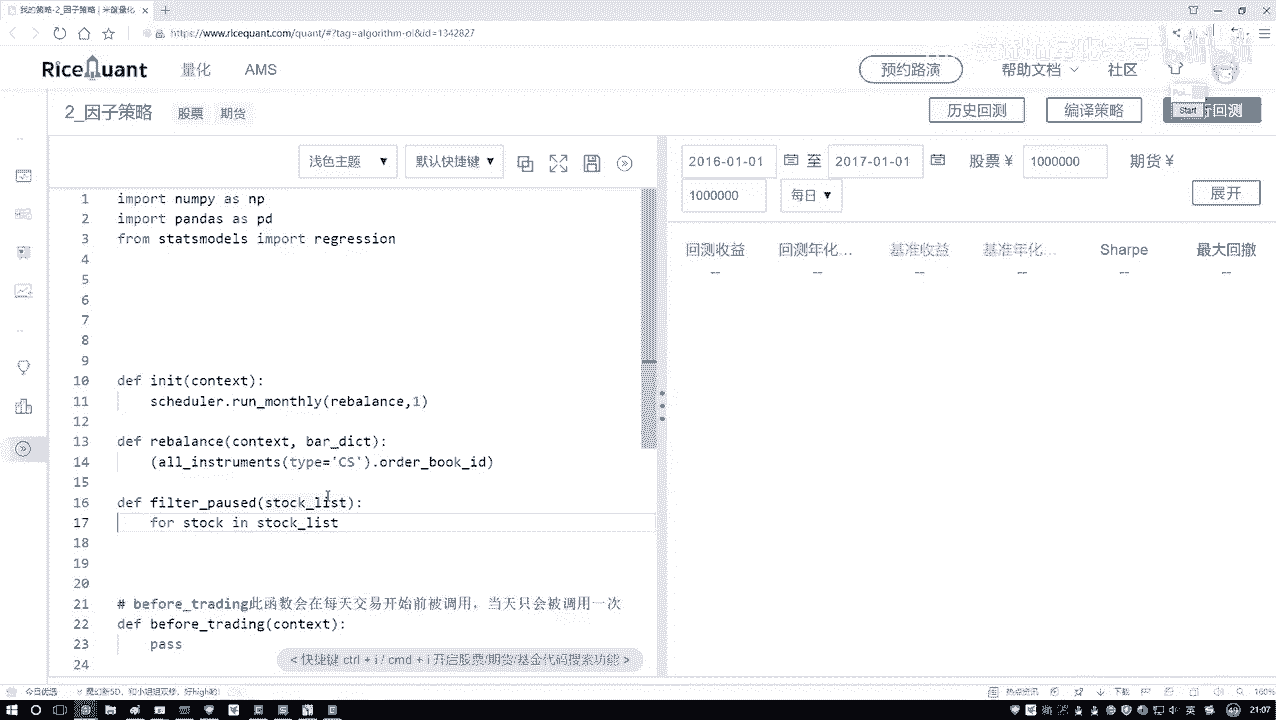 我的策略-2_因子策略 | 米筐量化
https://www.ricequant.com/quant/#?tag=algorithm-ol&id=1342827
RiceQuant 量化 AMS 预约路演 帮助文档 社区
2_因子策略 股票 期货 历史回测 编译策略 回测
Start
浅色主题 默认快捷键
2016-01-01 至 2017-01-01 股票 ¥ 1000000 期货 ¥
1000000 每日 展开
回测收益 回测年化... 基准收益 基准年化... Sharpe 最大回撤
-- -- -- -- -- --
1 import numpy as np
2 import pandas as pd
3 from statsmodels import regression
4
5
6
7
8
9
10 def init(context):
11 scheduler.run_monthly(rebalance,1)
12
13 def rebalance(context, bar_dict):
14 (all_instruments(type='CS').order_book_id)
15
16 def filter_paused(stock_list):
17 for stock in stock_list
18
19
20
21 # before_trading此函数会在每天交易开始前被调用，当天只会被调用一次
22 def before_trading(context):
23 pass
24
< 快捷键 ctrl + i / cmd + i 开启股票/期货/基金代码搜索功能 >
今日优选
下载
100%
21:07